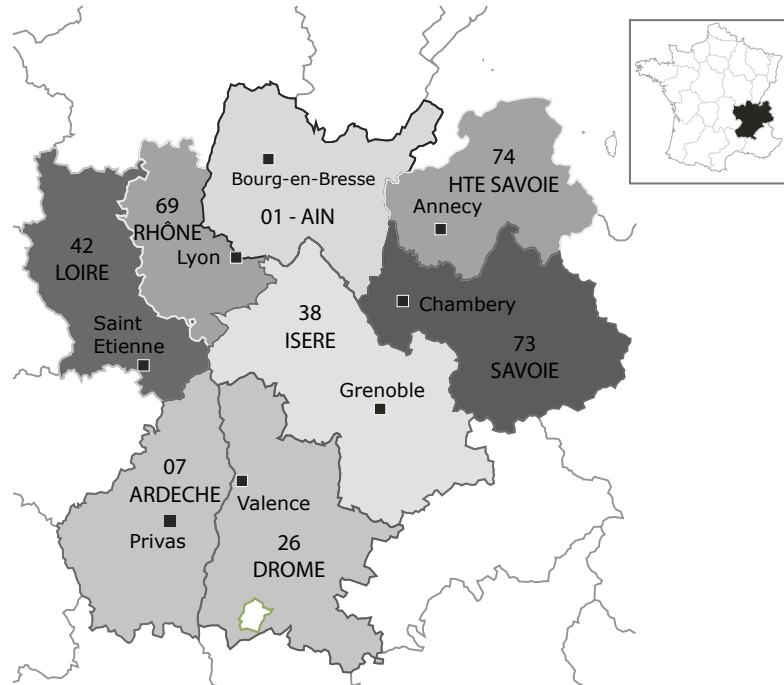 74
HTE SAVOIE
Annecy
Bourg-en-Bresse
01 - AIN
69
RHÔNE
Lyon
42
LOIRE
Saint
Etienne
38
ISERE
Grenoble
Chambery
73
SAVOIE
07
ARDECHE
Privas
Valence
26
DROME